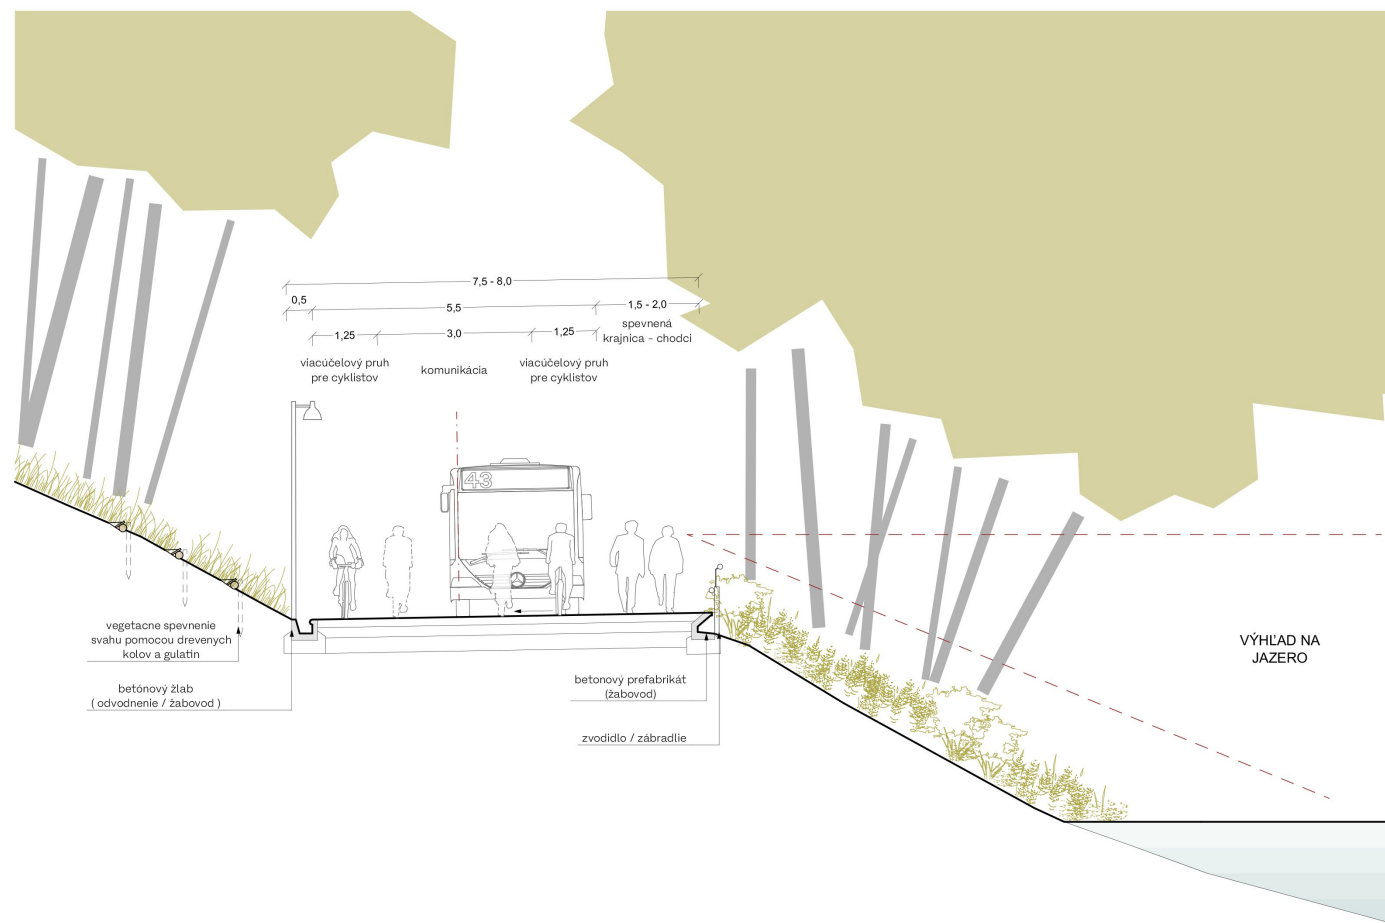 7,5 - 8,0
0,5
5,5
1,5 - 2,0
spevnená
krajnica - chodci
1,25
3,0
1,25
viacúčelový pruh
pre cyklistov
komunikácia
viacúčelový pruh
pre cyklistov
43
vegetacne spevnenie
svahu pomocou drevenych
kolov a gulatin
betónový žlab
( odvodnenie / žabovod )
betonový prefabrikát
(žabovod)
zvodidlo / zábradlie
VÝHĽAD NA
JAZERO